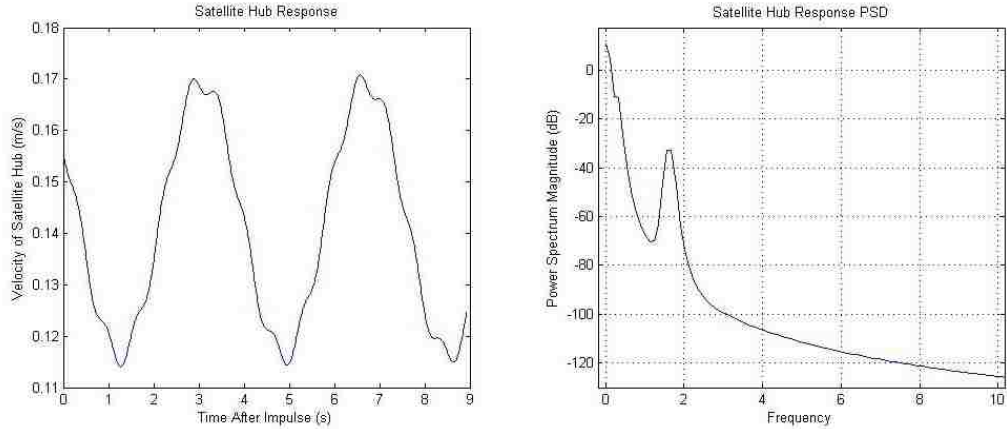 Satellite Hub Response
Velocity of Satellite Hub (m/s)
0.18
0.17
0.16
0.15
0.14
0.13
0.12
0.11
0 1 2 3 4 5 6 7 8 9
Time After Impulse (s)
Satellite Hub Response PSD
Power Spectrum Magnitude (dB)
0
-20
-40
-60
-80
-100
-120
0 2 4 6 8 10
Frequency